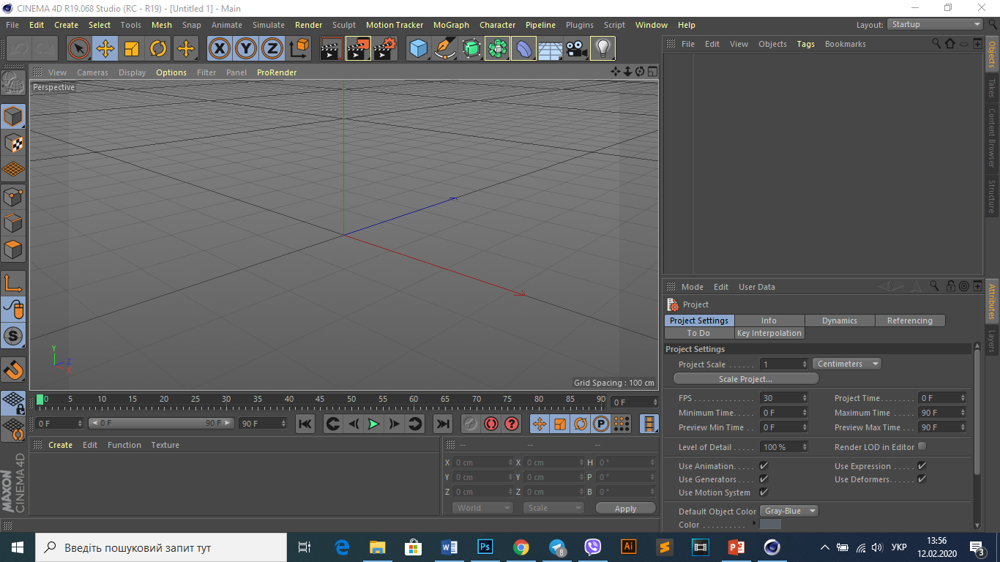 CINEMA 4D R19.068 Studio (RC - R19) - [Untitled 1] - Main
File Edit Create Select Tools Mesh Snap Animate Simulate Render Sculpt Motion Tracker MoGraph Character Pipeline Plugins Script Window Help Layout: Startup
X Y Z
File Edit View Objects Tags Bookmarks
Objects
Takes
Content Browser
Structure
View Cameras Display Options Filter Panel ProRender
Perspective
Y
Z
X
Grid Spacing : 100 cm
S
Mode Edit User Data
Attributes
Layers
Project
Project Settings Info Dynamics Referencing
To Do Key Interpolation
Project Settings
Project Scale . . . . . . 1 Centimeters
Scale Project...
FPS . . . . . . . . . . . . . 30 Project Time. . . . . . . . 0 F
Minimum Time. . . . 0 F Maximum Time . . . . 90 F
Preview Min Time . . 0 F Preview Max Time . . . 90 F
Level of Detail . . . . . 100 % Render LOD in Editor
Use Animation. . . . . Use Expression . . . . .
Use Generators . . . . Use Deformers. . . . . .
Use Motion System
Default Object Color Gray-Blue
Color . . . . . . . . . .
0 5 10 15 20 25 30 35 40 45 50 55 60 65 70 75 80 85 90 0 F
0 F 0 F 90 F 90 F ? P
Create Edit Function Texture
-- -- --
X 0 cm X 0 cm H 0 °
Y 0 cm Y 0 cm P 0 °
Z 0 cm Z 0 cm B 0 °
World Scale Apply
MAXON
CINEMA 4D
Введіть пошуковий запит тут
W Ps 8 Ai S P
УКР
13:56
12.02.2020
3